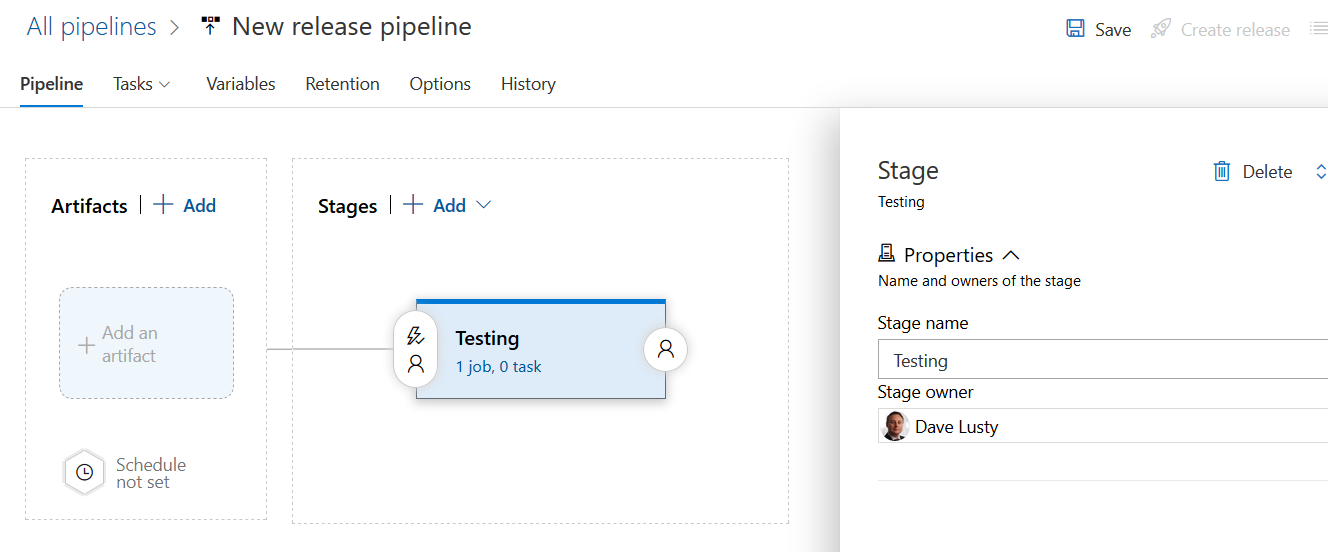 All pipelines > New release pipeline
Save Create release
Pipeline Tasks Variables Retention Options History
Artifacts | + Add
Stages | + Add
+ Add an
artifact
Schedule
not set
Testing
1 job, 0 task
Stage
Delete
Testing
Properties
Name and owners of the stage
Stage name
Testing
Stage owner
Dave Lusty